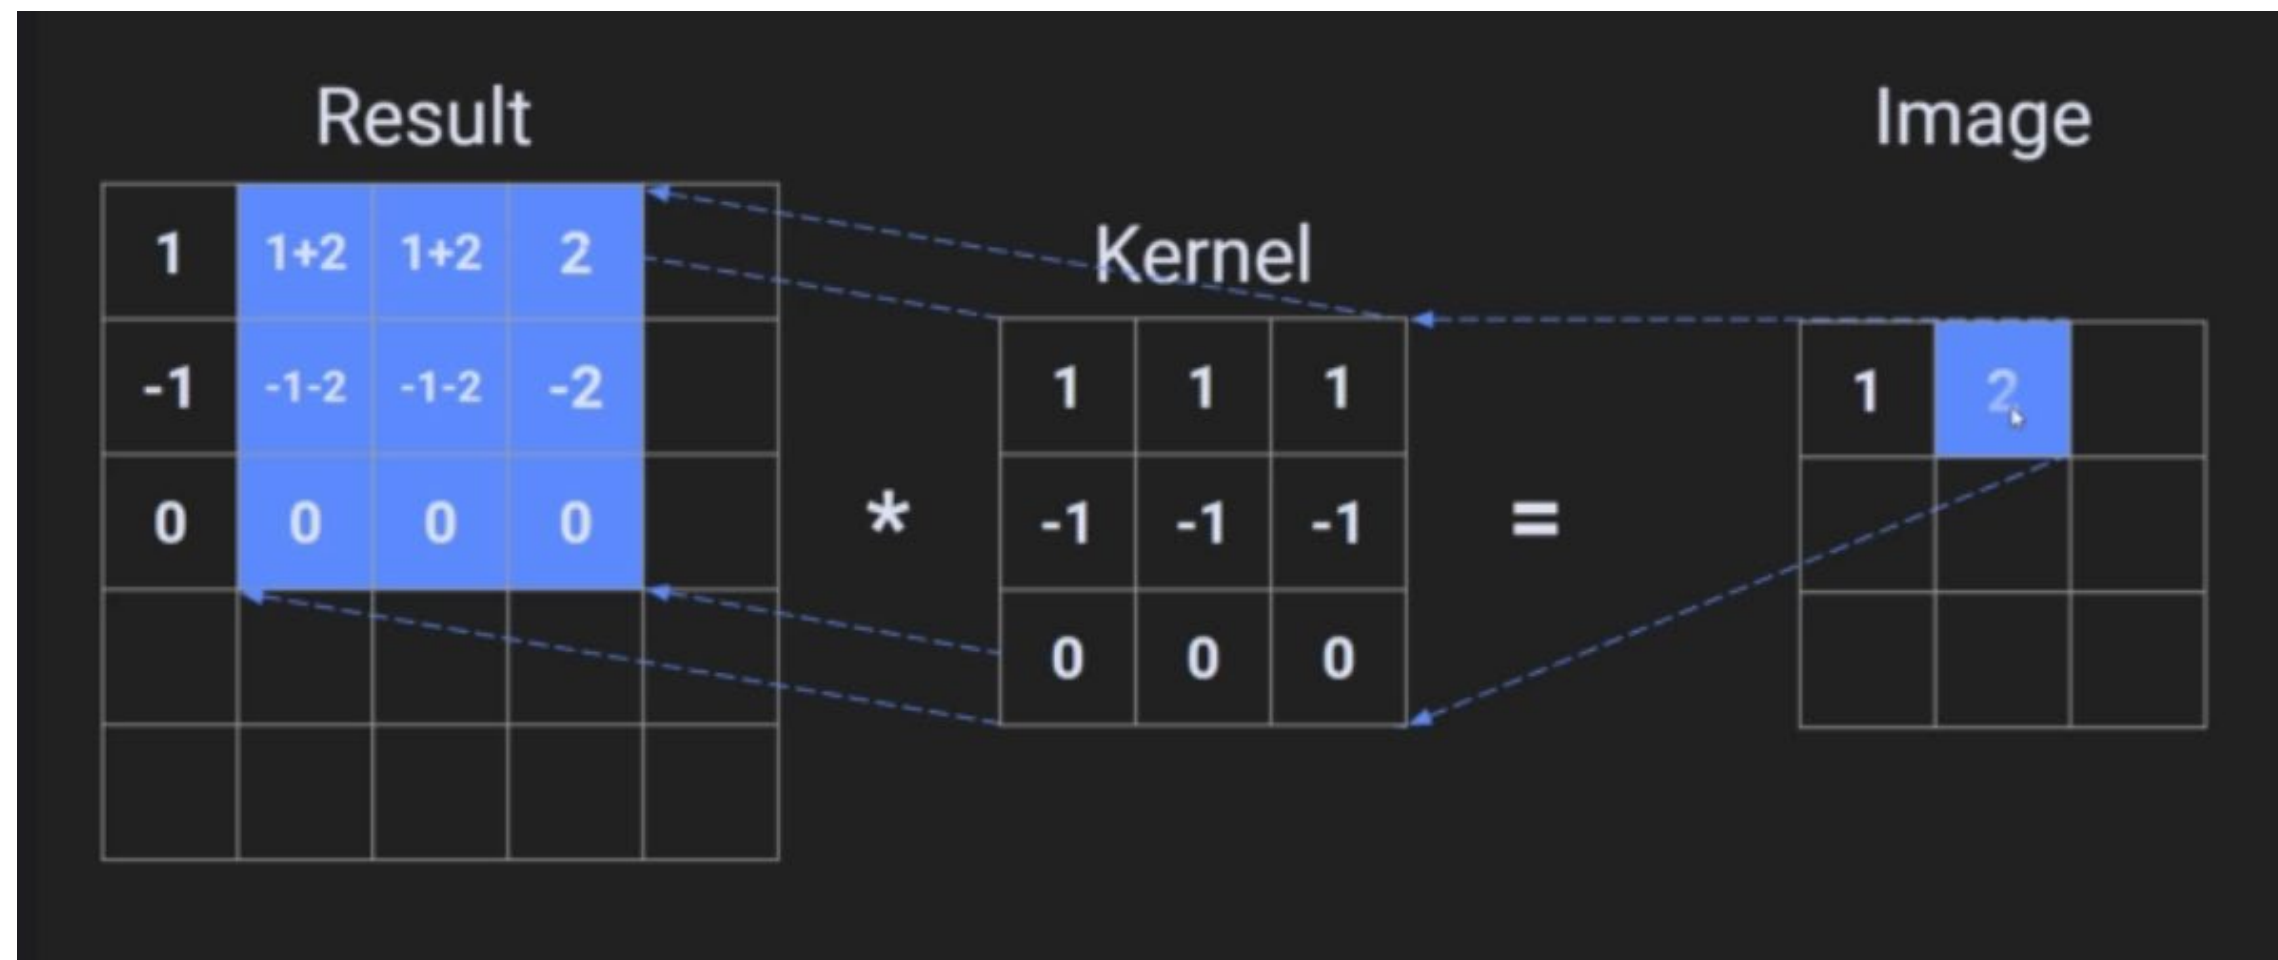 Result
Image
Kernel
1 1+2 1+2 2
-1 -1-2 -1-2 -2
0 0 0 0
*
1 1 1
-1 -1 -1
0 0 0
=
1 2